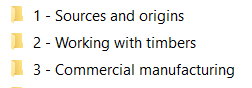 1 - Sources and origins
2 - Working with timbers
3 - Commercial manufacturing